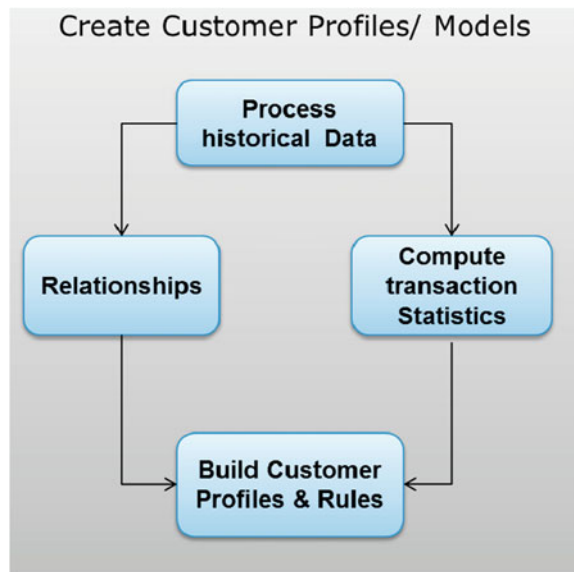 Create Customer Profiles/ Models
Process
historical Data
Relationships
Compute
transaction
Statistics
Build Customer
Profiles & Rules